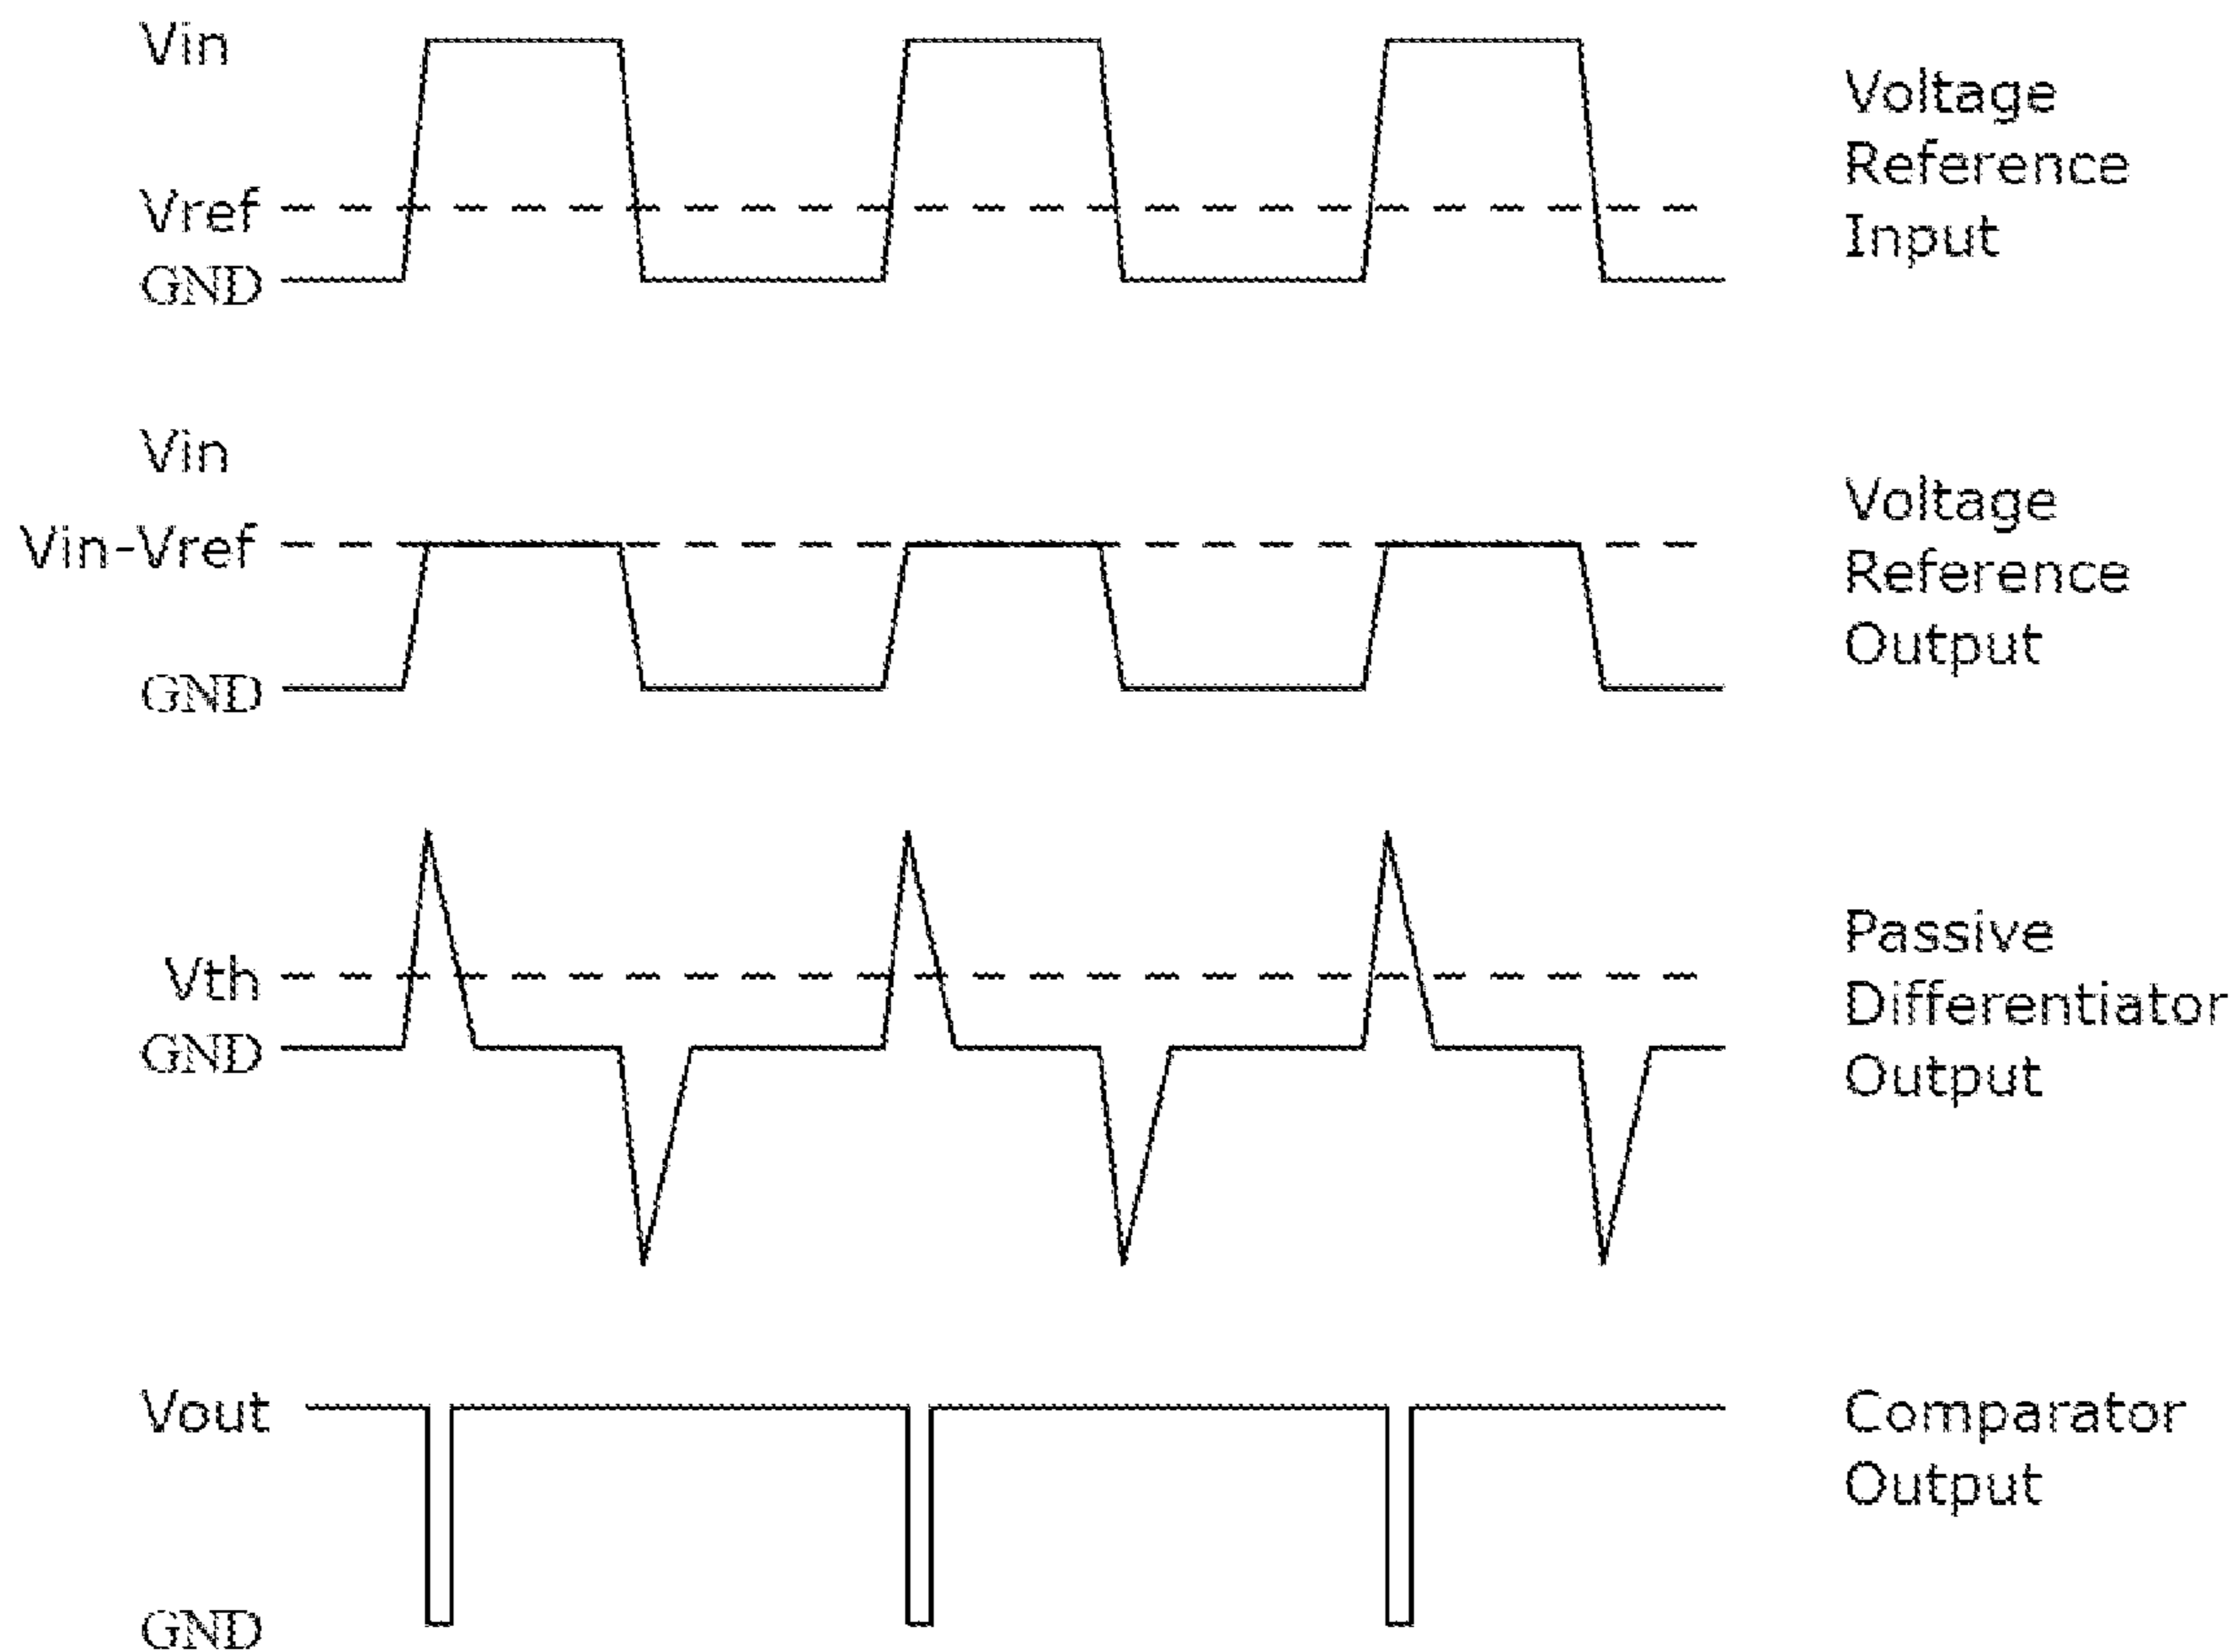 Vin
Vref
GND
Voltage
Reference
Input
Vin
Vin-Vref
GND
Voltage
Reference
Output
Vth
GND
Passive
Differentiator
Output
Vout
GND
Comparator
Output